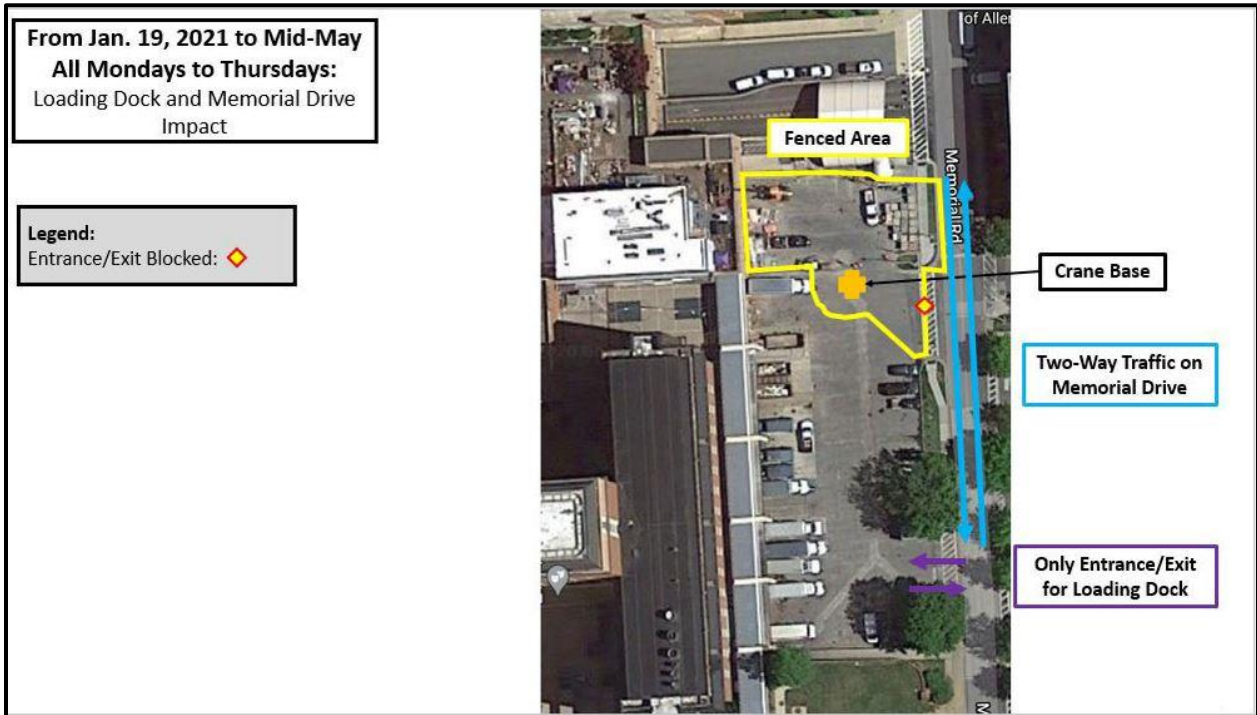 From Jan. 19, 2021 to Mid-May
All Mondays to Thursdays:
Loading Dock and Memorial Drive
Impact
Legend:
Entrance/Exit Blocked:
of Aller
Fenced Area
Memorial Rd
Crane Base
Two-Way Traffic on
Memorial Drive
Only Entrance/Exit
for Loading Dock
M